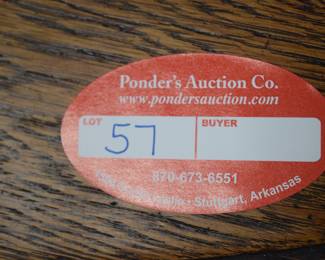 Ponder's Auction Co.
www.pondersauction.com
LOT
57
BUYER
870-673-6551
Stuttgart, Arkansas